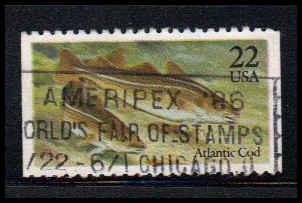 22
USA
AMERIPEX '86
ORLD'S FAIR OF STAMPS
/22-6/1 CHICAGO,
Atlantic Cod